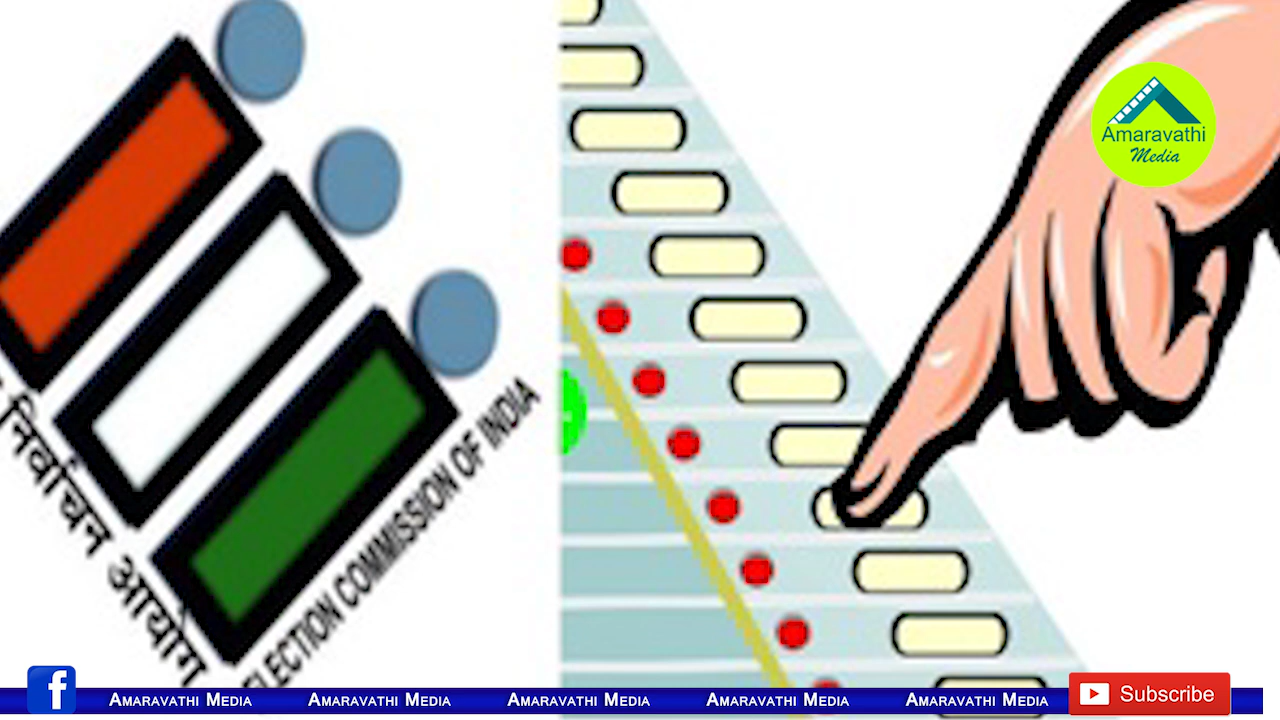 निर्वाचन आयोग
ELECTION COMMISSION OF INDIA
Amaravathi
Media
f
AMARAVATHI MEDIA AMARAVATHI MEDIA AMARAVATHI MEDIA AMARAVATHI MEDIA AMARAVATHI MEDIA
Subscribe